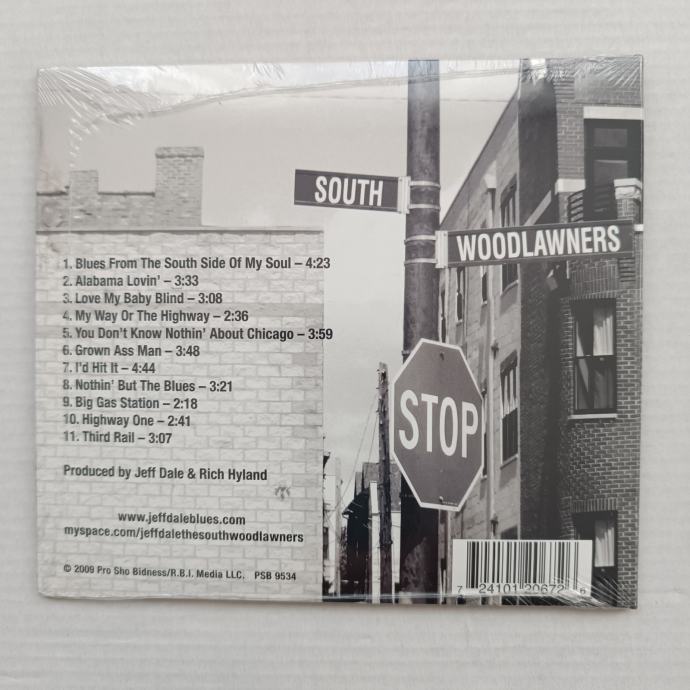 SOUTH
WOODLAWNERS
1. Blues From The South Side Of My Soul – 4:23
2. Alabama Lovin' – 3:33
3. Love My Baby Blind – 3:08
4. My Way Or The Highway – 2:36
5. You Don't Know Nothin' About Chicago – 3:59
6. Grown Ass Man – 3:48
7. I'd Hit It – 4:44
8. Nothin' But The Blues – 3:21
9. Big Gas Station – 2:18
10. Highway One – 2:41
11. Third Rail – 3:07
STOP
Produced by Jeff Dale & Rich Hyland
www.jeffdaleblues.com
myspace.com/jeffdalethesouthwoodlawners
© 2009 Pro Sho Bidness/R.B.I. Media LLC. PSB 9534
7 24101 20672 6